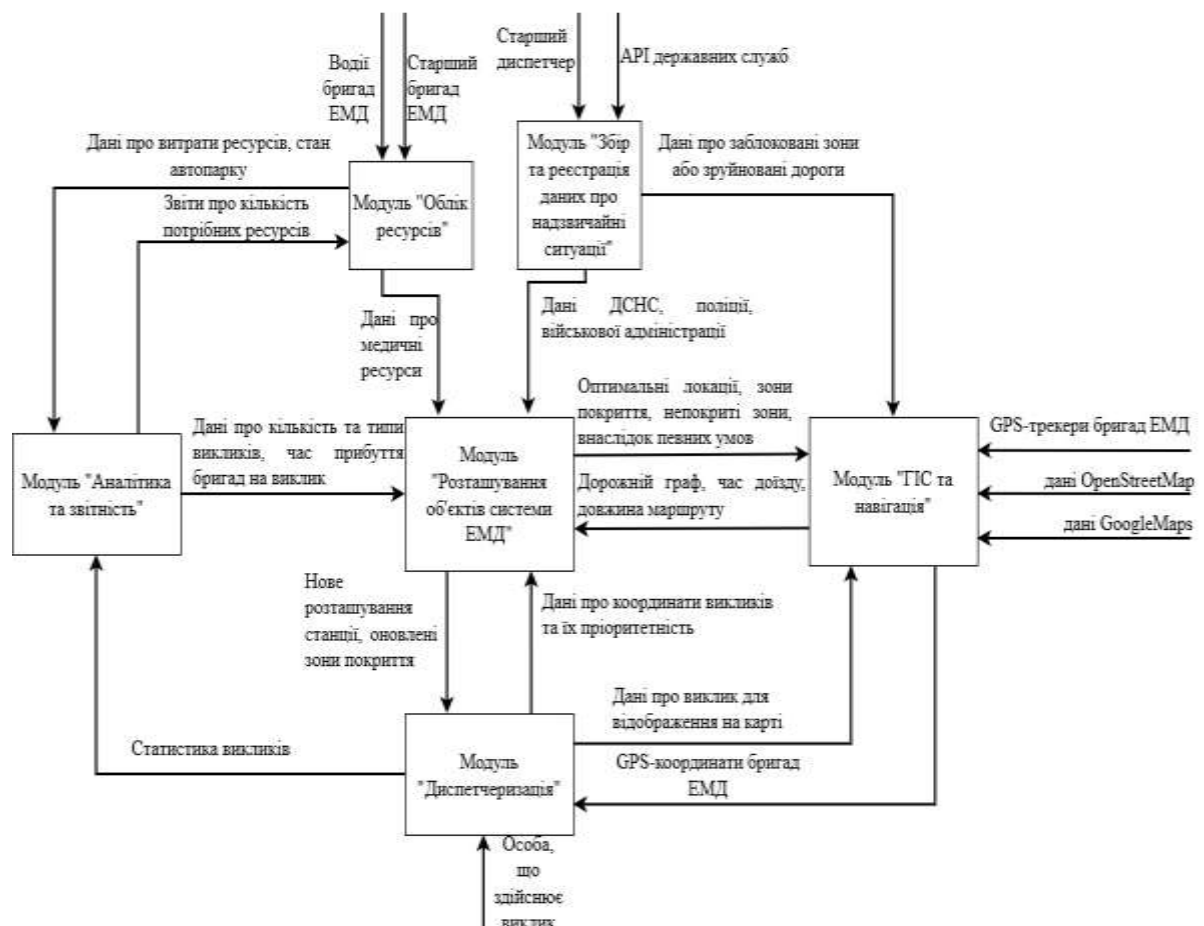 Водії
бригад
ЕМД
Старший
бригад
ЕМД
Старший
диспетчер
API державних служб
Дані про витрати ресурсів, стан
автопарку
Звіти про кількість
потрібних ресурсів
Модуль "Облік
ресурсів"
Модуль "Збір
та реєстрація
даних про
надзвичайні
ситуації"
Дані про заблоковані зони
або зруйновані дороги
Дані про
медичні
ресурси
Дані ДСНС, поліції,
військової адміністрації
Оптимальні локації, зони
покриття, непокриті зони,
внаслідок певних умов
Дорожній граф, час доїзду,
довжина маршруту
Модуль "Аналітика
та звітність"
Дані про кількість та типи
викликів, час прибуття
бригад на виклик
Модуль
"Розташування
об'єктів системи
ЕМД"
Модуль "ГІС та
навігація"
GPS-трекери бригад ЕМД
дані OpenStreetMap
дані GoogleMaps
Нове
розташування
станції, оновлені
зони покриття
Дані про координати викликів
та їх пріоритетність
Дані про виклик для
відображення на карті
GPS-координати бригад
ЕМД
Статистика викликів
Модуль
"Диспетчеризація"
Особа,
що
здійснює
виклик